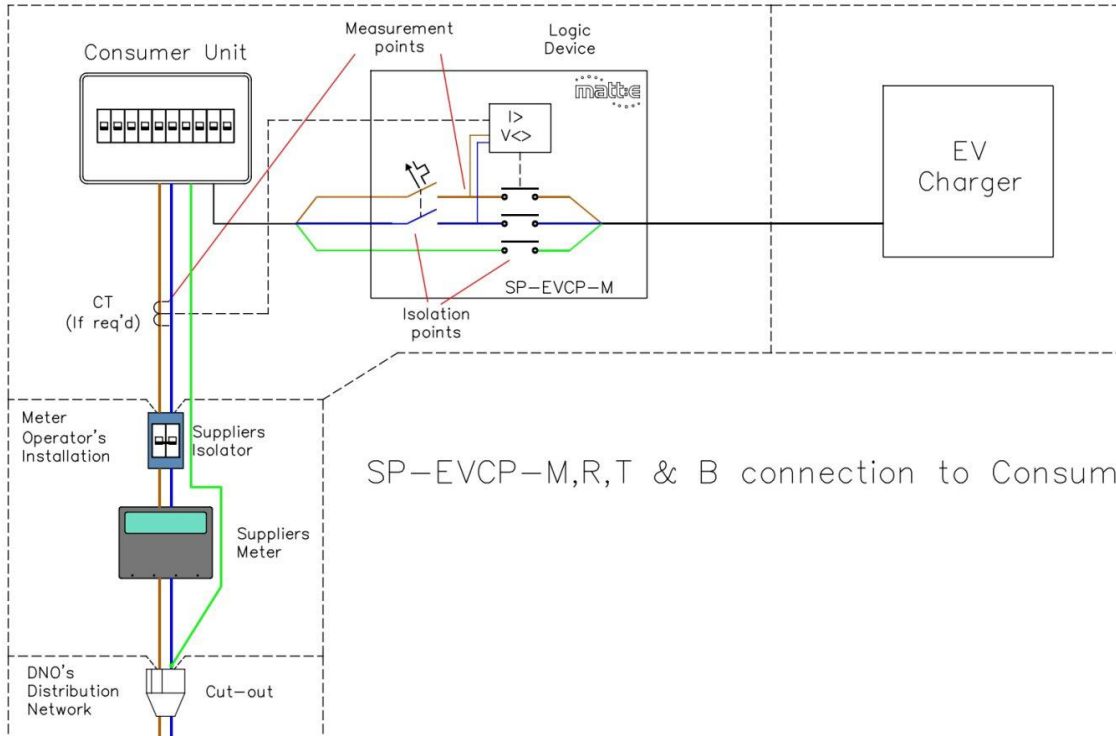 Consumer Unit
Measurement
points
Logic
Device
matt:e
I>
V<>
EV
Charger
SP-EVCP-M
CT
(If req'd)
Isolation
points
Meter
Operator's
Installation
Suppliers
Isolator
SP-EVCP-M,R,T & B connection to Consum
Suppliers
Meter
DNO's
Distribution
Network
Cut-out